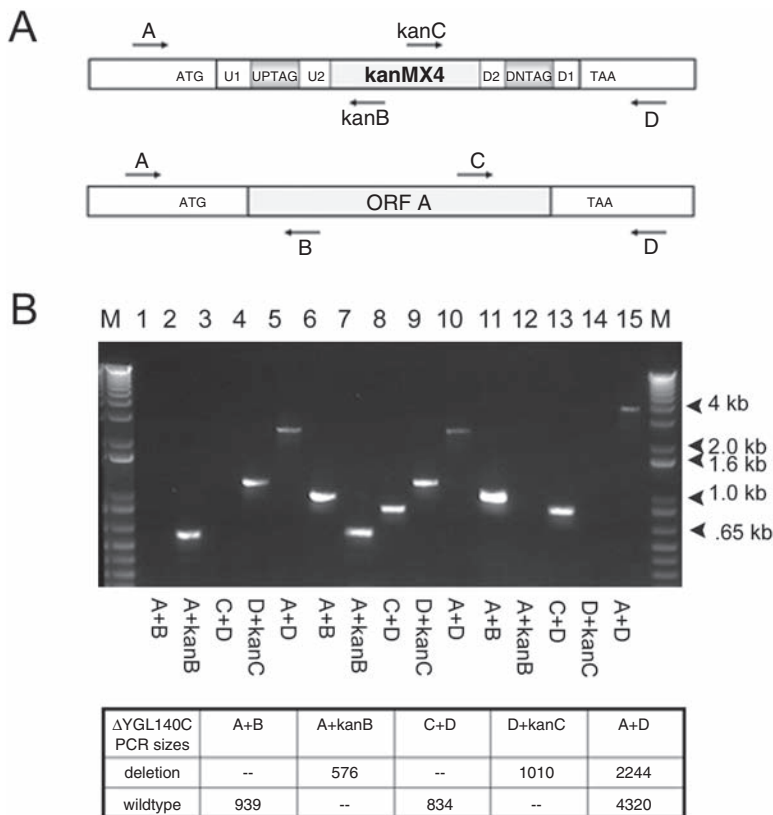 A
A kanC
ATG U1 UPTAG U2 kanMX4 D2 DNTAG D1 TAA
kanB D
A C
ATG ORF A TAA
B D
B
M 1 2 3 4 5 6 7 8 9 10 11 12 13 14 15 M
4 kb
2.0 kb
1.6 kb
1.0 kb
.65 kb
A+B A+kanB C+D D+kanC A+D A+B A+kanB C+D D+kanC A+D A+B A+kanB C+D D+kanC A+D
ΔYGL140C PCR sizes A+B A+kanB C+D D+kanC A+D
deletion -- 576 -- 1010 2244
wildtype 939 -- 834 -- 4320